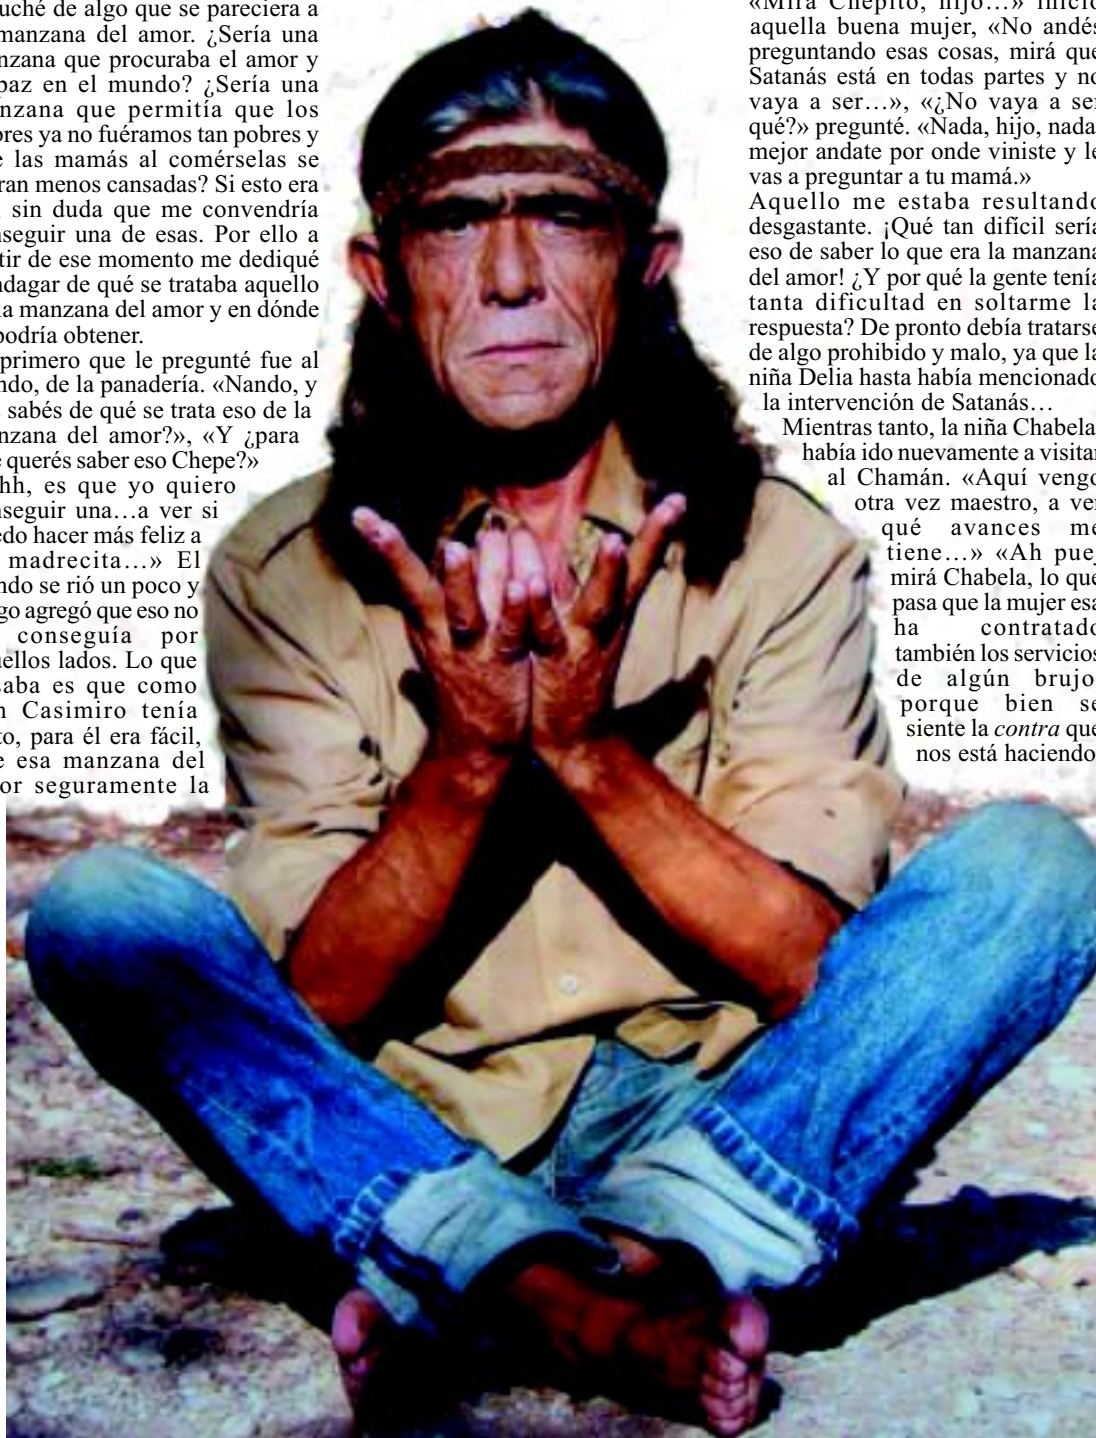 uché de algo que se pareciera a
manzana del amor. ¿Sería una
nzana que procuraba el amor y
paz en el mundo? ¿Sería una
nzana que permitía que los
bres ya no fuéramos tan pobres y
e las mamás al comérselas se
eran menos cansadas? Si esto era
sin duda que me convendría
nseguir una de esas. Por ello a
tir de ese momento me dediqué
ndagar de qué se trataba aquello
la manzana del amor y en dónde
podría obtener.
primero que le pregunté fue al
ndo, de la panadería. «Nando, y
sabés de qué se trata eso de la
nzana del amor?», «Y ¿para
e querés saber eso Chepe?»
hh, es que yo quiero
nseguir una…a ver si
edo hacer más feliz a
madrecita…» El
ndo se rió un poco y
go agregó que eso no
conseguía por
uellos lados. Lo que
saba es que como
n Casimiro tenía
to, para él era fácil,
e esa manzana del
or seguramente la
«Mirá Chepito, hijo…» inició
aquella buena mujer, «No andés
preguntando esas cosas, mirá que
Satanás está en todas partes y no
vaya a ser…», «¿No vaya a ser
qué?» pregunté. «Nada, hijo, nada
mejor andate por onde viniste y le
vas a preguntar a tu mamá.»
Aquello me estaba resultando
desgastante. ¡Qué tan difícil sería
eso de saber lo que era la manzana
del amor! ¿Y por qué la gente tenía
tanta dificultad en soltarme la
respuesta? De pronto debía tratarse
de algo prohibido y malo, ya que la
niña Delia hasta había mencionado
la intervención de Satanás…
Mientras tanto, la niña Chabela
había ido nuevamente a visitar
al Chamán. «Aquí vengo
otra vez maestro, a ver
qué avances me
tiene…» «Ah puej
mirá Chabela, lo que
pasa que la mujer esa
ha contratado
también los servicios
de algún brujo
porque bien se
siente la contra que
nos está haciendo